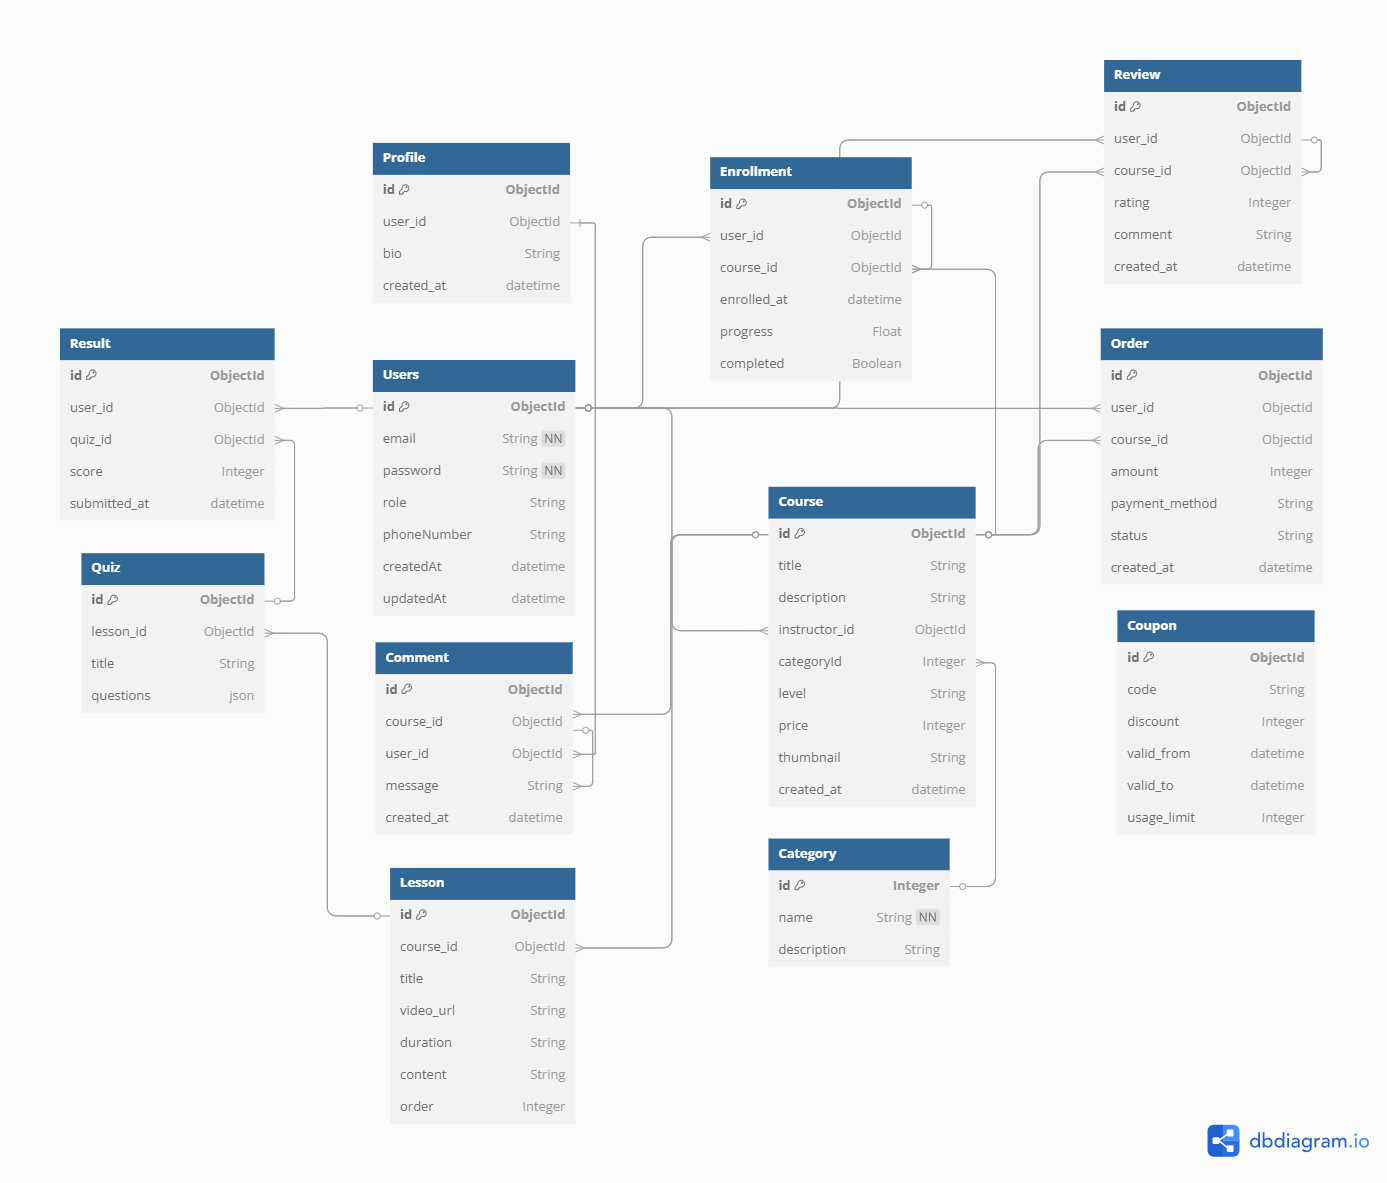 Review
id ObjectId
user_id ObjectId
course_id ObjectId
rating Integer
comment String
created_at datetime
Profile
id ObjectId
user_id ObjectId
bio String
created_at datetime
Enrollment
id ObjectId
user_id ObjectId
course_id ObjectId
enrolled_at datetime
progress Float
completed Boolean
Result
id ObjectId
user_id ObjectId
quiz_id ObjectId
score Integer
submitted_at datetime
Users
id ObjectId
email String NN
password String NN
role String
phoneNumber String
createdAt datetime
updatedAt datetime
Order
id ObjectId
user_id ObjectId
course_id ObjectId
amount Integer
payment_method String
status String
created_at datetime
Course
id ObjectId
title String
description String
instructor_id ObjectId
categoryId Integer
level String
price Integer
thumbnail String
created_at datetime
Quiz
id ObjectId
lesson_id ObjectId
title String
questions json
Coupon
id ObjectId
code String
discount Integer
valid_from datetime
valid_to datetime
usage_limit Integer
Comment
id ObjectId
course_id ObjectId
user_id ObjectId
message String
created_at datetime
Category
id Integer
name String NN
description String
Lesson
id ObjectId
course_id ObjectId
title String
video_url String
duration String
content String
order Integer
dbdiagram.io